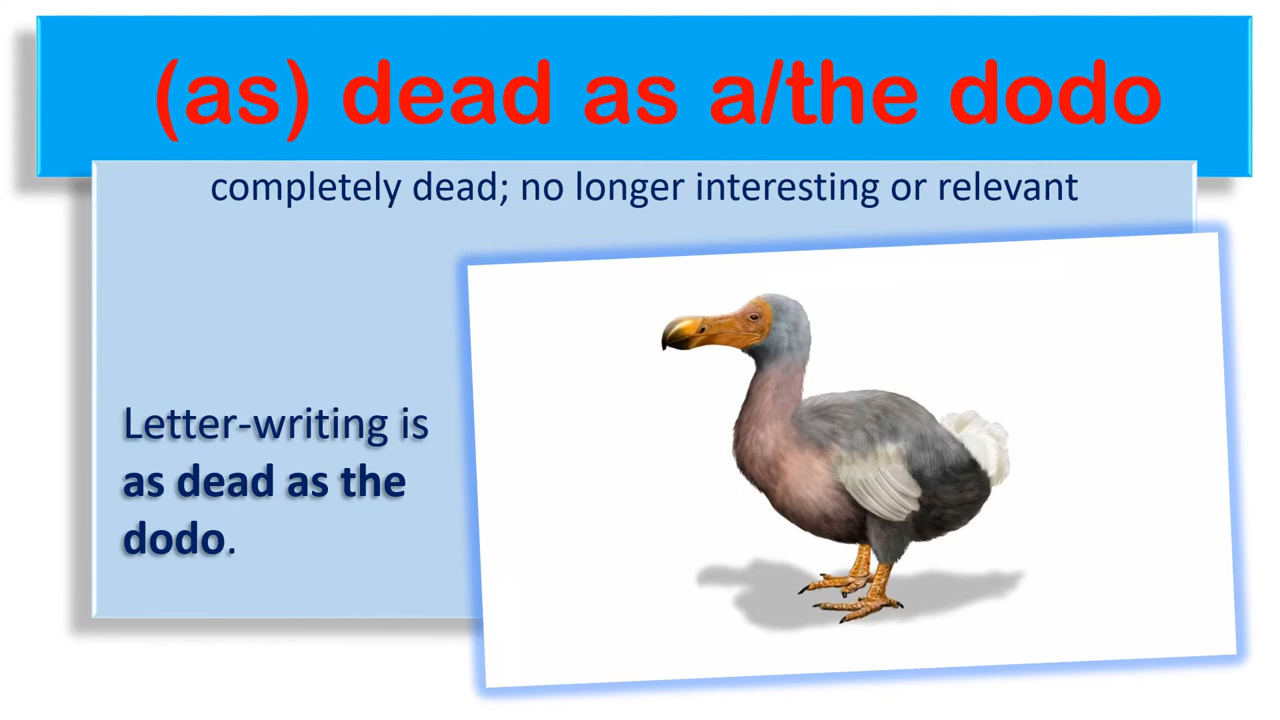 (as) dead as a/the dodo
completely dead; no longer interesting or relevant
Letter-writing is
as dead as the
dodo.